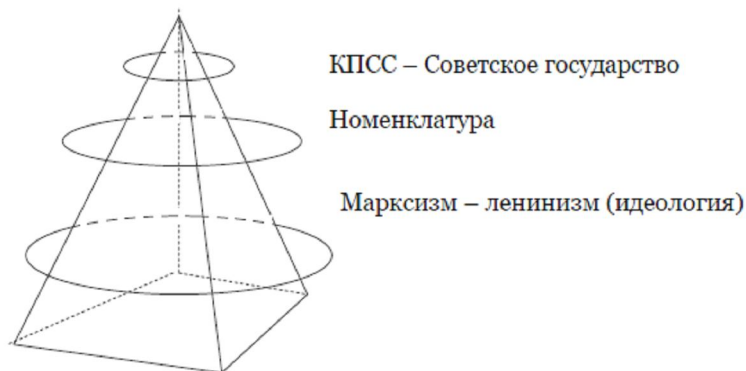 КПСС – Советское государство
Номенклатура
Марксизм – ленинизм (идеология)